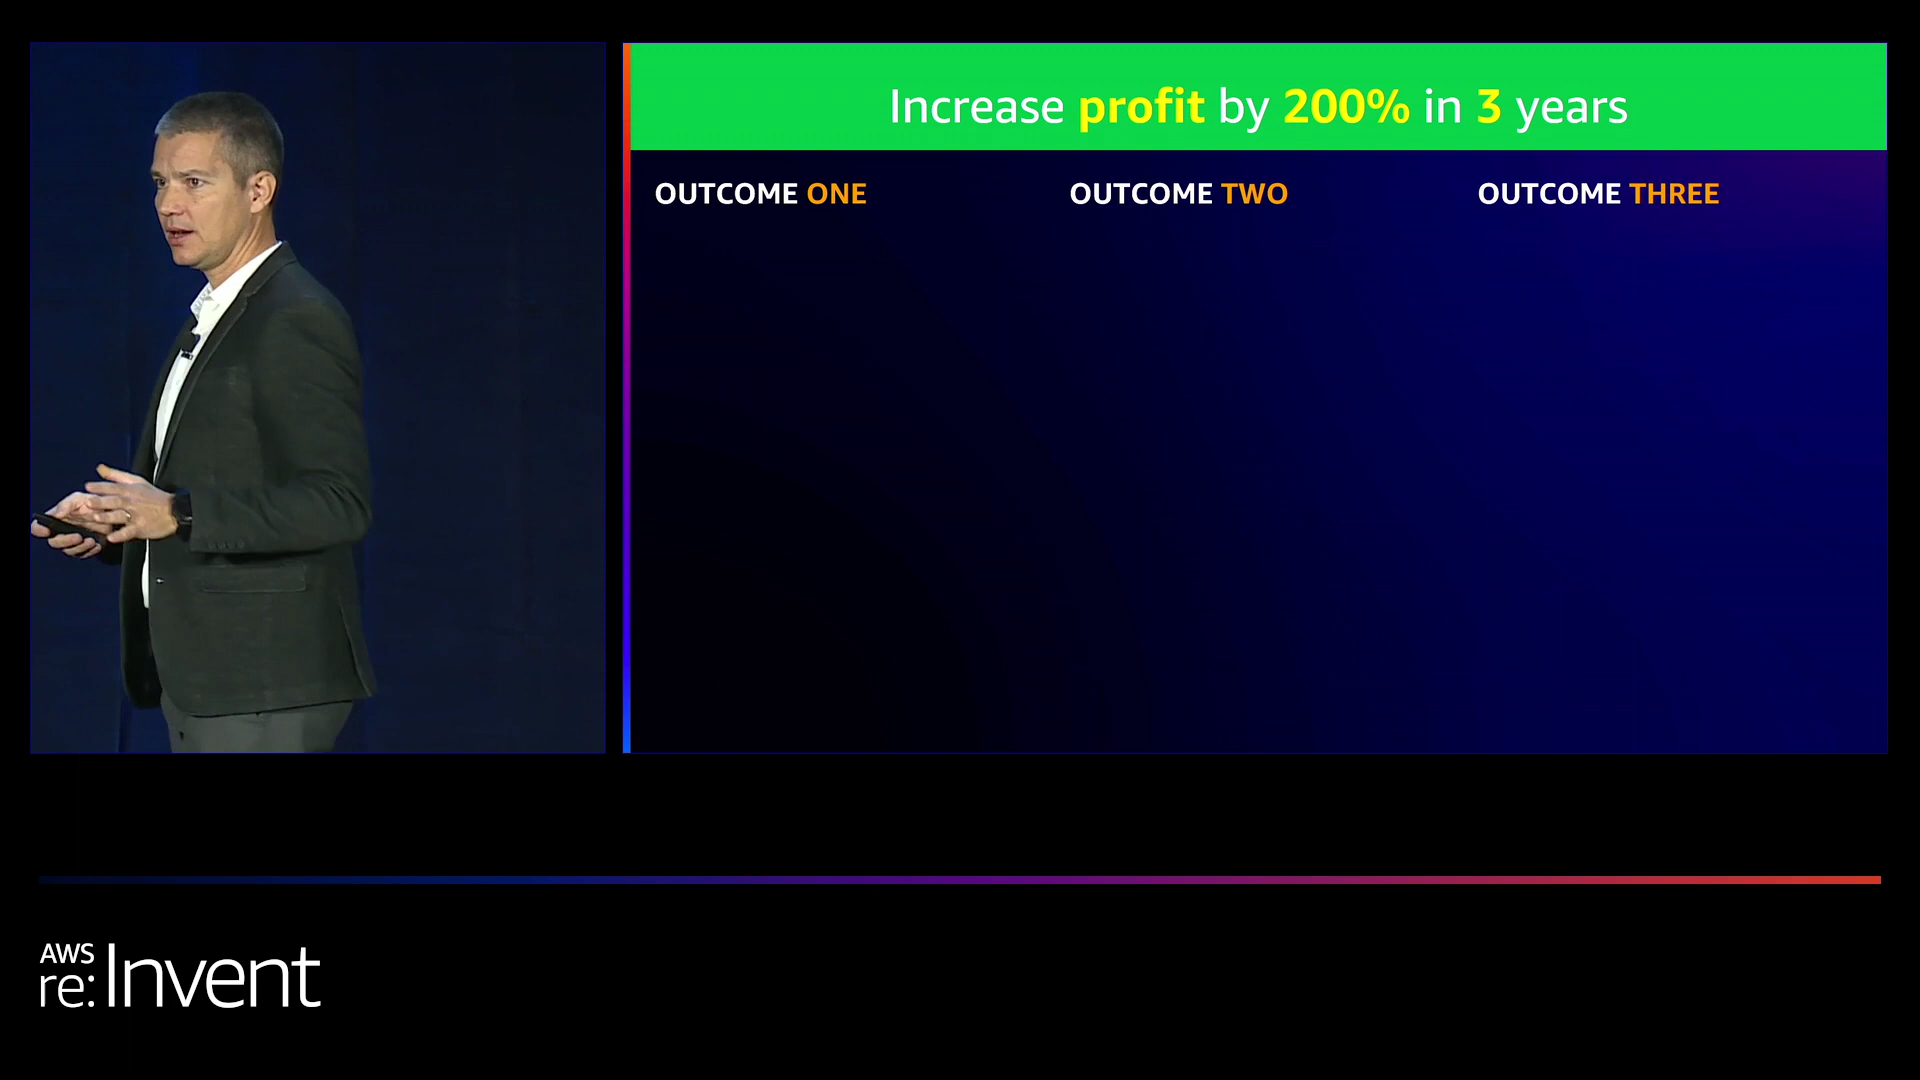 Increase profit by 200% in 3 years
OUTCOME ONE
OUTCOME TWO
OUTCOME THREE
AWS
re:Invent